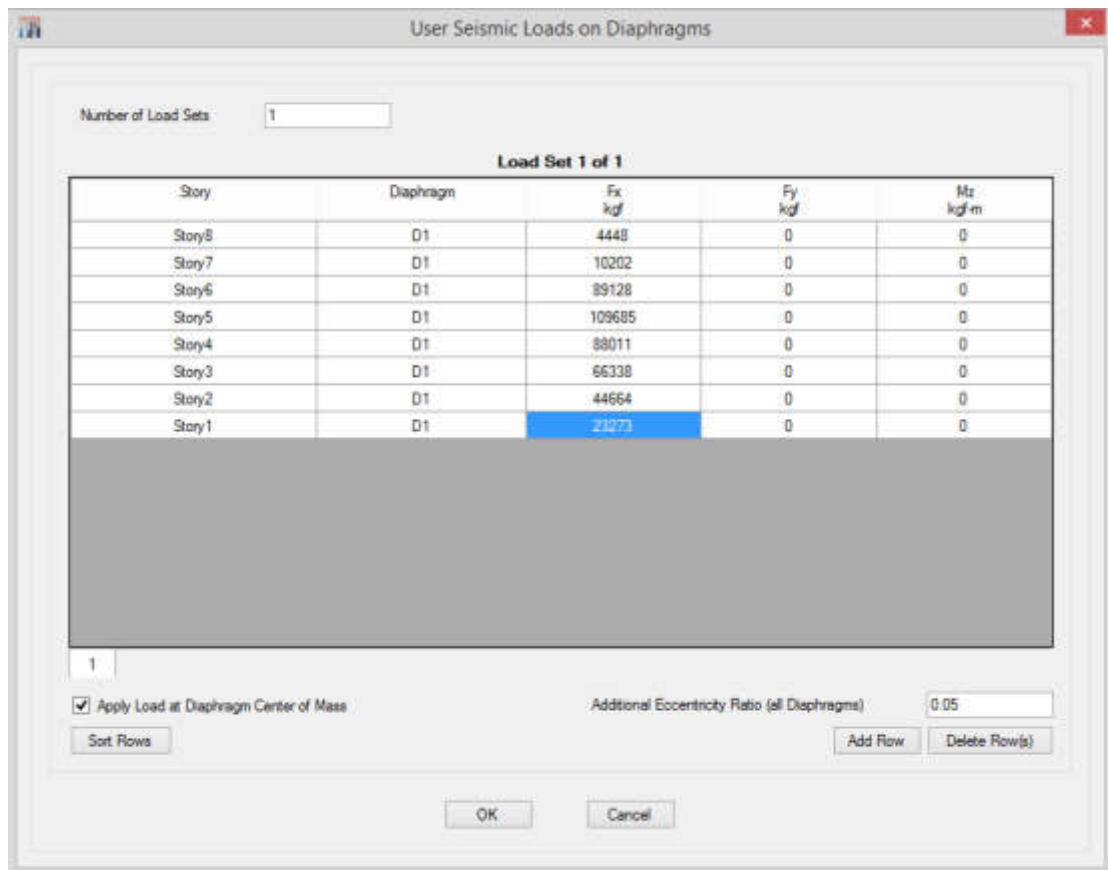 User Seismic Loads on Diaphragms
Number of Load Sets 1
Load Set 1 of 1
Story Diaphragm Fx Fy Mz
kgf kgf kgf-m
Story8 D1 4448 0 0
Story7 D1 10202 0 0
Story6 D1 89128 0 0
Story5 D1 109685 0 0
Story4 D1 88011 0 0
Story3 D1 66338 0 0
Story2 D1 44664 0 0
Story1 D1 23273 0 0
1
Apply Load at Diaphragm Center of Mass Additional Eccentricity Ratio (all Diaphragms) 0.05
Sort Rows Add Row Delete Row(s)
OK Cancel